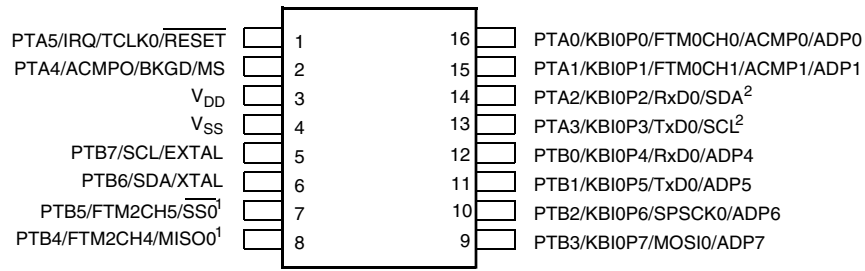 PTA5/IRQ/TCLK0/RESET 1
PTA4/ACMPO/BKGD/MS 2
VDD 3
VSS 4
PTB7/SCL/EXTAL 5
PTB6/SDA/XTAL 6
PTB5/FTM2CH5/SS0¹ 7
PTB4/FTM2CH4/MISO0¹ 8
16 PTA0/KBI0P0/FTM0CH0/ACMP0/ADP0
15 PTA1/KBI0P1/FTM0CH1/ACMP1/ADP1
14 PTA2/KBI0P2/RxD0/SDA²
13 PTA3/KBI0P3/TxD0/SCL²
12 PTB0/KBI0P4/RxD0/ADP4
11 PTB1/KBI0P5/TxD0/ADP5
10 PTB2/KBI0P6/SPSCK0/ADP6
9 PTB3/KBI0P7/MOSI0/ADP7